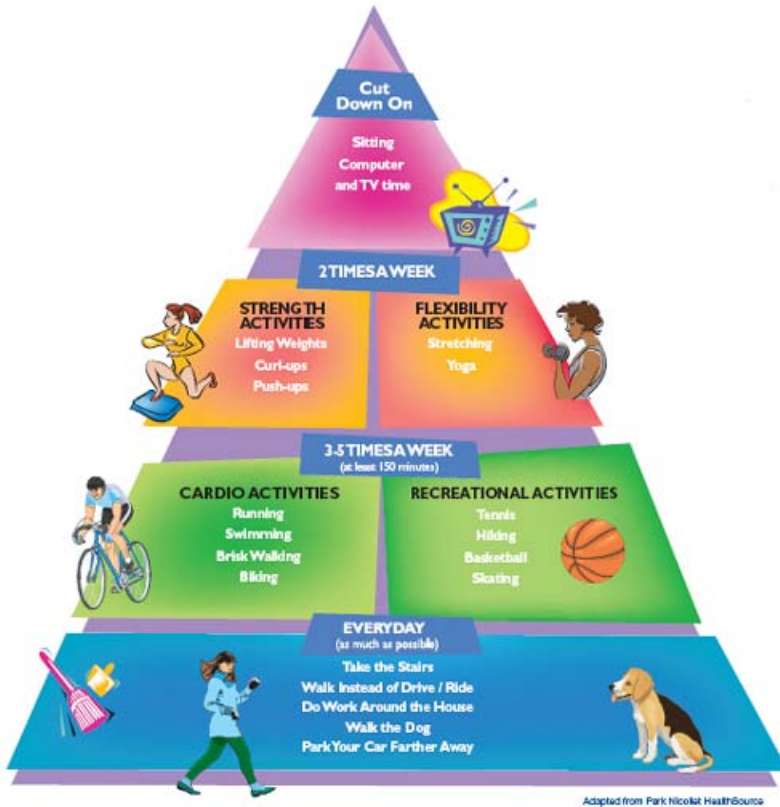 Cut
Down On
Sitting
Computer
and TV time
2 TIMES A WEEK
STRENGTH
ACTIVITIES
Lifting Weights
Curl-ups
Push-ups
FLEXIBILITY
ACTIVITIES
Stretching
Yoga
3-5 TIMES A WEEK
(at least 150 minutes)
CARDIO ACTIVITIES
Running
Swimming
Brisk Walking
Biking
RECREATIONAL ACTIVITIES
Tennis
Hiking
Basketball
Skating
EVERYDAY
(as much as possible)
Take the Stairs
Walk Instead of Drive / Ride
Do Work Around the House
Walk the Dog
Park Your Car Farther Away
Adapted from Park Nicollet HealthSource